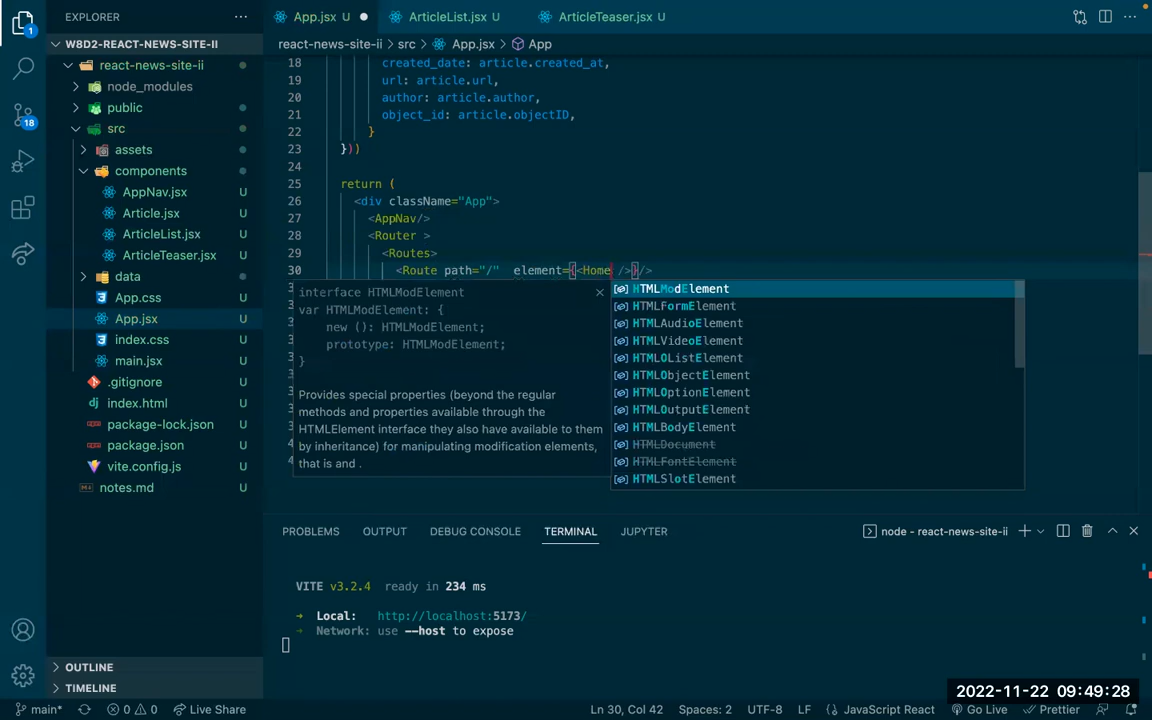 EXPLORER
App.jsx U
ArticleList.jsx U
ArticleTeaser.jsx U
W8D2-REACT-NEWS-SITE-II
react-news-site-ii > src > App.jsx > App
react-news-site-ii
node_modules
public
src
assets
components
AppNav.jsx U
Article.jsx U
ArticleList.jsx U
ArticleTeaser.jsx U
data
App.css U
App.jsx U
index.css U
main.jsx U
.gitignore U
index.html U
package-lock.json U
package.json U
vite.config.js U
notes.md U
OUTLINE
TIMELINE
18 created_date: article.created_at,
19 url: article.url,
20 author: article.author,
21 object_id: article.objectID,
22 }
23 }))
24
25 return (
26 <div className="App">
27 <AppNav/>
28 <Router >
29 <Routes>
30 <Route path="/" element={<Home />}/>
interface HTMLModElement
var HTMLModElement: {
new (): HTMLModElement;
prototype: HTMLModElement;
}
Provides special properties (beyond the regular
methods and properties available through the
HTMLElement interface they also have available to them
by inheritance) for manipulating modification elements,
that is and .
HTMLModElement
HTMLFormElement
HTMLAudioElement
HTMLVideoElement
HTMLOListElement
HTMLObjectElement
HTMLOptionElement
HTMLOutputElement
HTMLBodyElement
HTMLDocument
HTMLFontElement
HTMLSlotElement
PROBLEMS OUTPUT DEBUG CONSOLE TERMINAL JUPYTER
node - react-news-site-ii
VITE v3.2.4 ready in 234 ms
➜ Local: http://localhost:5173/
➜ Network: use --host to expose
1
18
2022-11-22 09:49:28
main* 0 0 Live Share
Ln 30, Col 42 Spaces: 2 UTF-8 LF JavaScript React Go Live Prettier